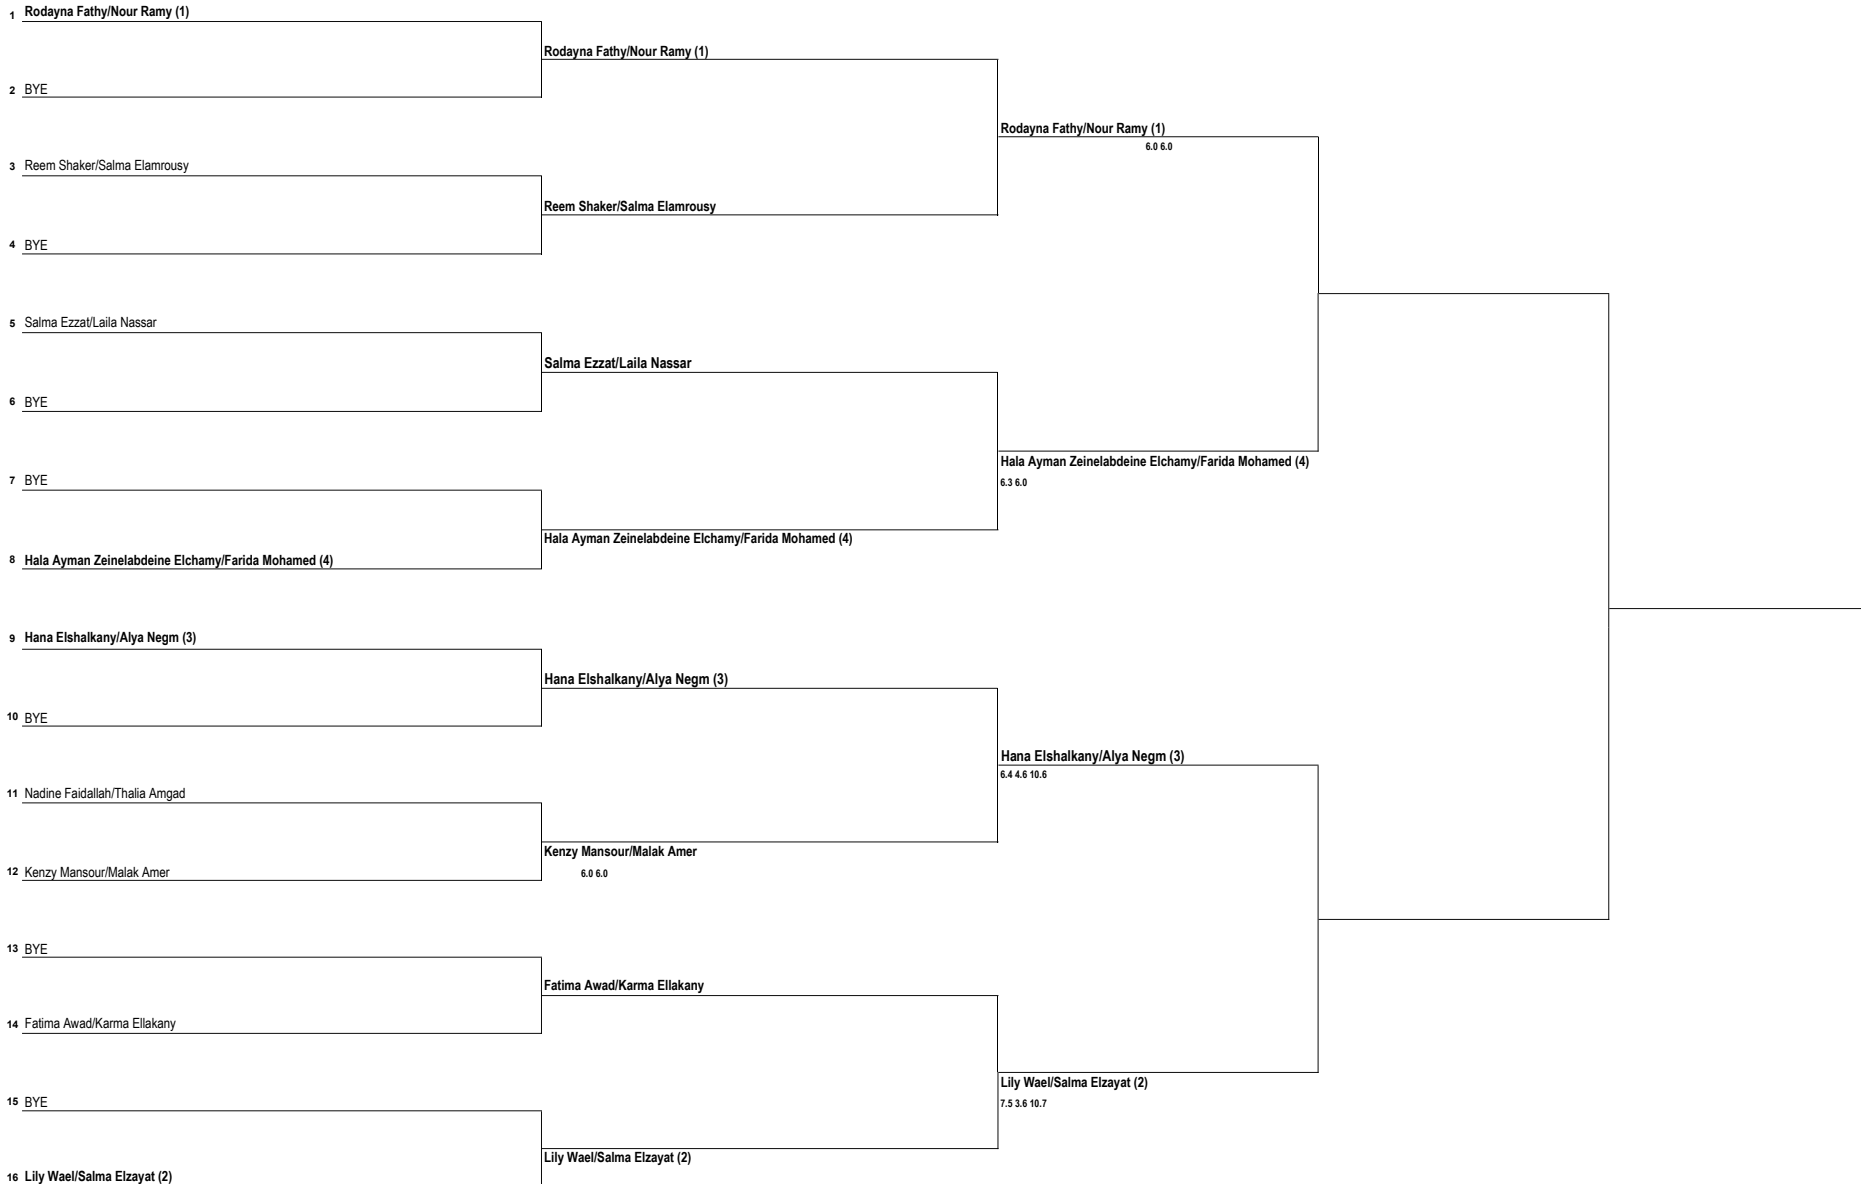 1 Rodayna Fathy/Nour Ramy (1)
Rodayna Fathy/Nour Ramy (1)
2 BYE
Rodayna Fathy/Nour Ramy (1)
6.0 6.0
3 Reem Shaker/Salma Elamrousy
Reem Shaker/Salma Elamrousy
4 BYE
5 Salma Ezzat/Laila Nassar
Salma Ezzat/Laila Nassar
6 BYE
Hala Ayman Zeinelabdeine Elchamy/Farida Mohamed (4)
6.3 6.0
7 BYE
Hala Ayman Zeinelabdeine Elchamy/Farida Mohamed (4)
8 Hala Ayman Zeinelabdeine Elchamy/Farida Mohamed (4)
9 Hana Elshalkany/Alya Negm (3)
Hana Elshalkany/Alya Negm (3)
10 BYE
Hana Elshalkany/Alya Negm (3)
6.4 4.6 10.6
11 Nadine Faidallah/Thalia Amgad
Kenzy Mansour/Malak Amer
6.0 6.0
12 Kenzy Mansour/Malak Amer
13 BYE
Fatima Awad/Karma Ellakany
14 Fatima Awad/Karma Ellakany
Lily Wael/Salma Elzayat (2)
7.5 3.6 10.7
15 BYE
Lily Wael/Salma Elzayat (2)
16 Lily Wael/Salma Elzayat (2)